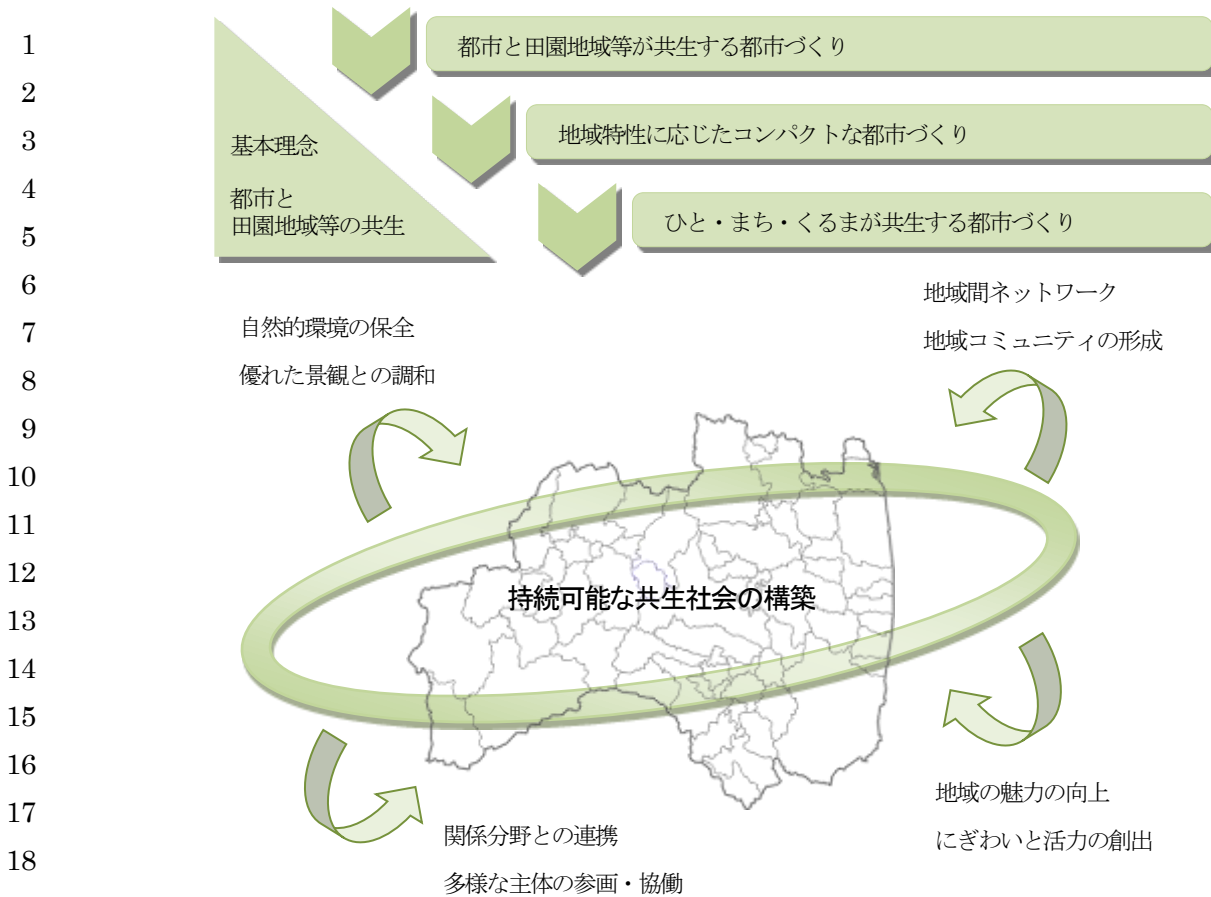 1
2
3
4
5
6
7
8
9
10
11
12
13
14
15
16
17
18
都市と田園地域等が共生する都市づくり
地域特性に応じたコンパクトな都市づくり
ひと・まち・くるまが共生する都市づくり
基本理念
都市と
田園地域等の共生
自然的環境の保全
優れた景観との調和
地域間ネットワーク
地域コミュニティの形成
持続可能な共生社会の構築
関係分野との連携
多様な主体の参画・協働
地域の魅力の向上
にぎわいと活力の創出